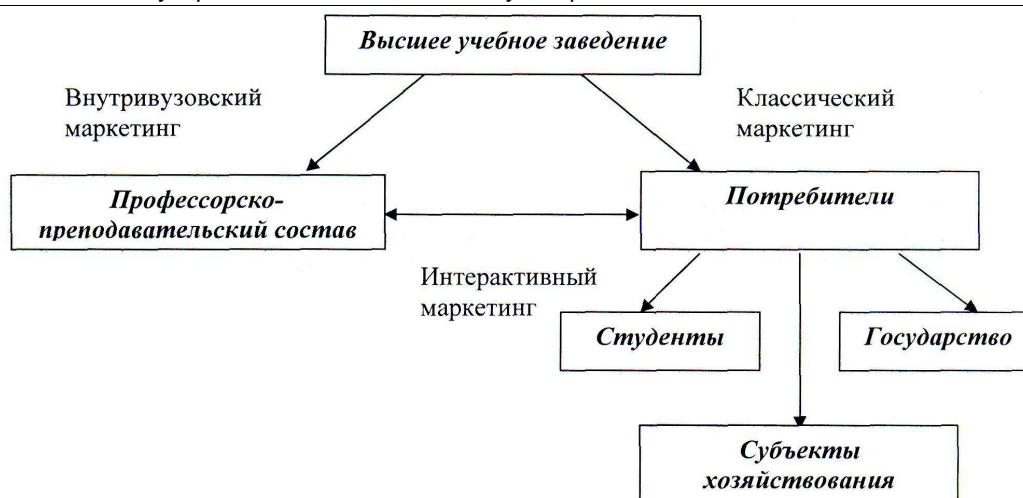 Высшее учебное заведение
Внутривузовский
маркетинг
Классический
маркетинг
Профессорско-
преподавательский состав
Потребители
Интерактивный
маркетинг
Студенты
Государство
Субъекты
хозяйствования